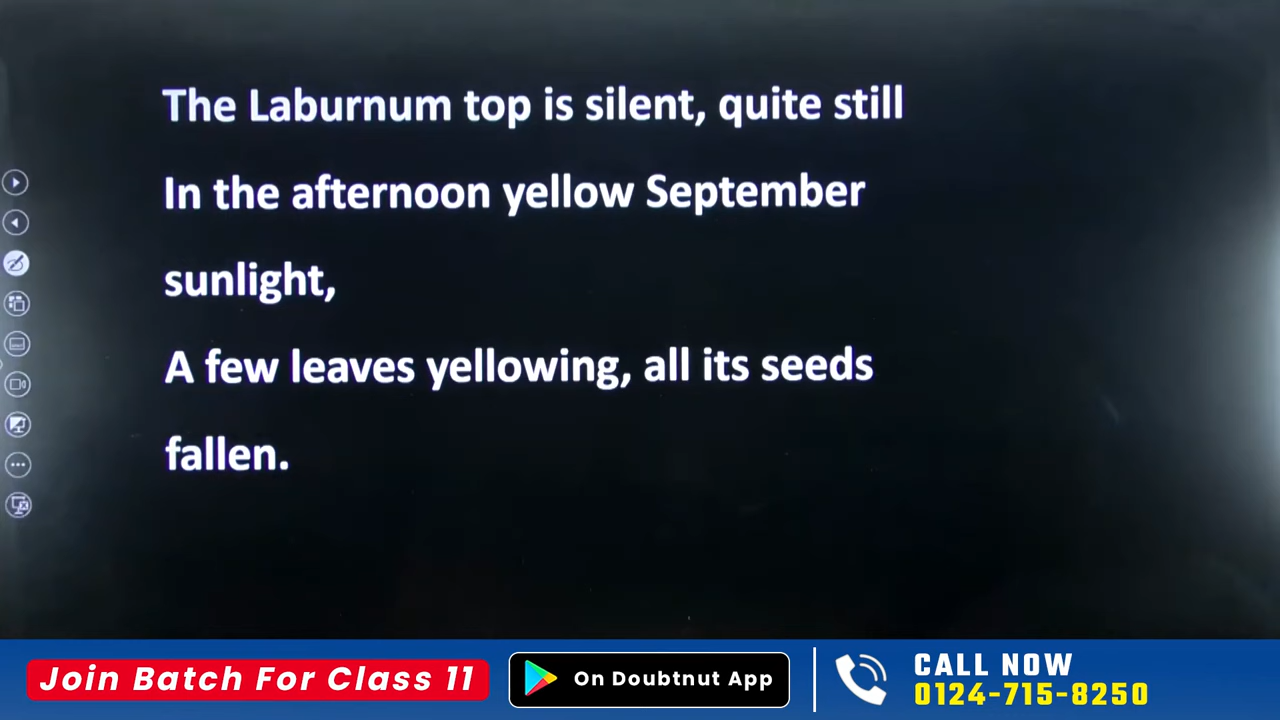 The Laburnum top is silent, quite still
In the afternoon yellow September
sunlight,
A few leaves yellowing, all its seeds
fallen.
Join Batch For Class 11
On Doubtnut App
CALL NOW
0124-715-8250